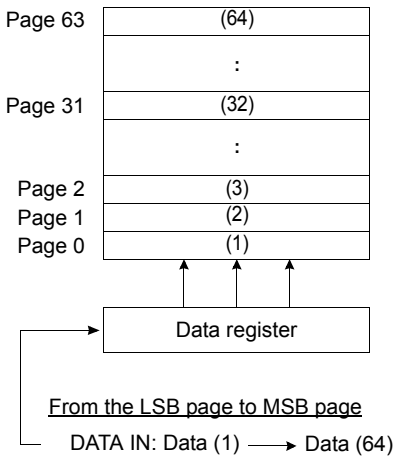 Page 63 (64)
:
Page 31 (32)
:
Page 2 (3)
Page 1 (2)
Page 0 (1)
Data register
From the LSB page to MSB page
DATA IN: Data (1) Data (64)